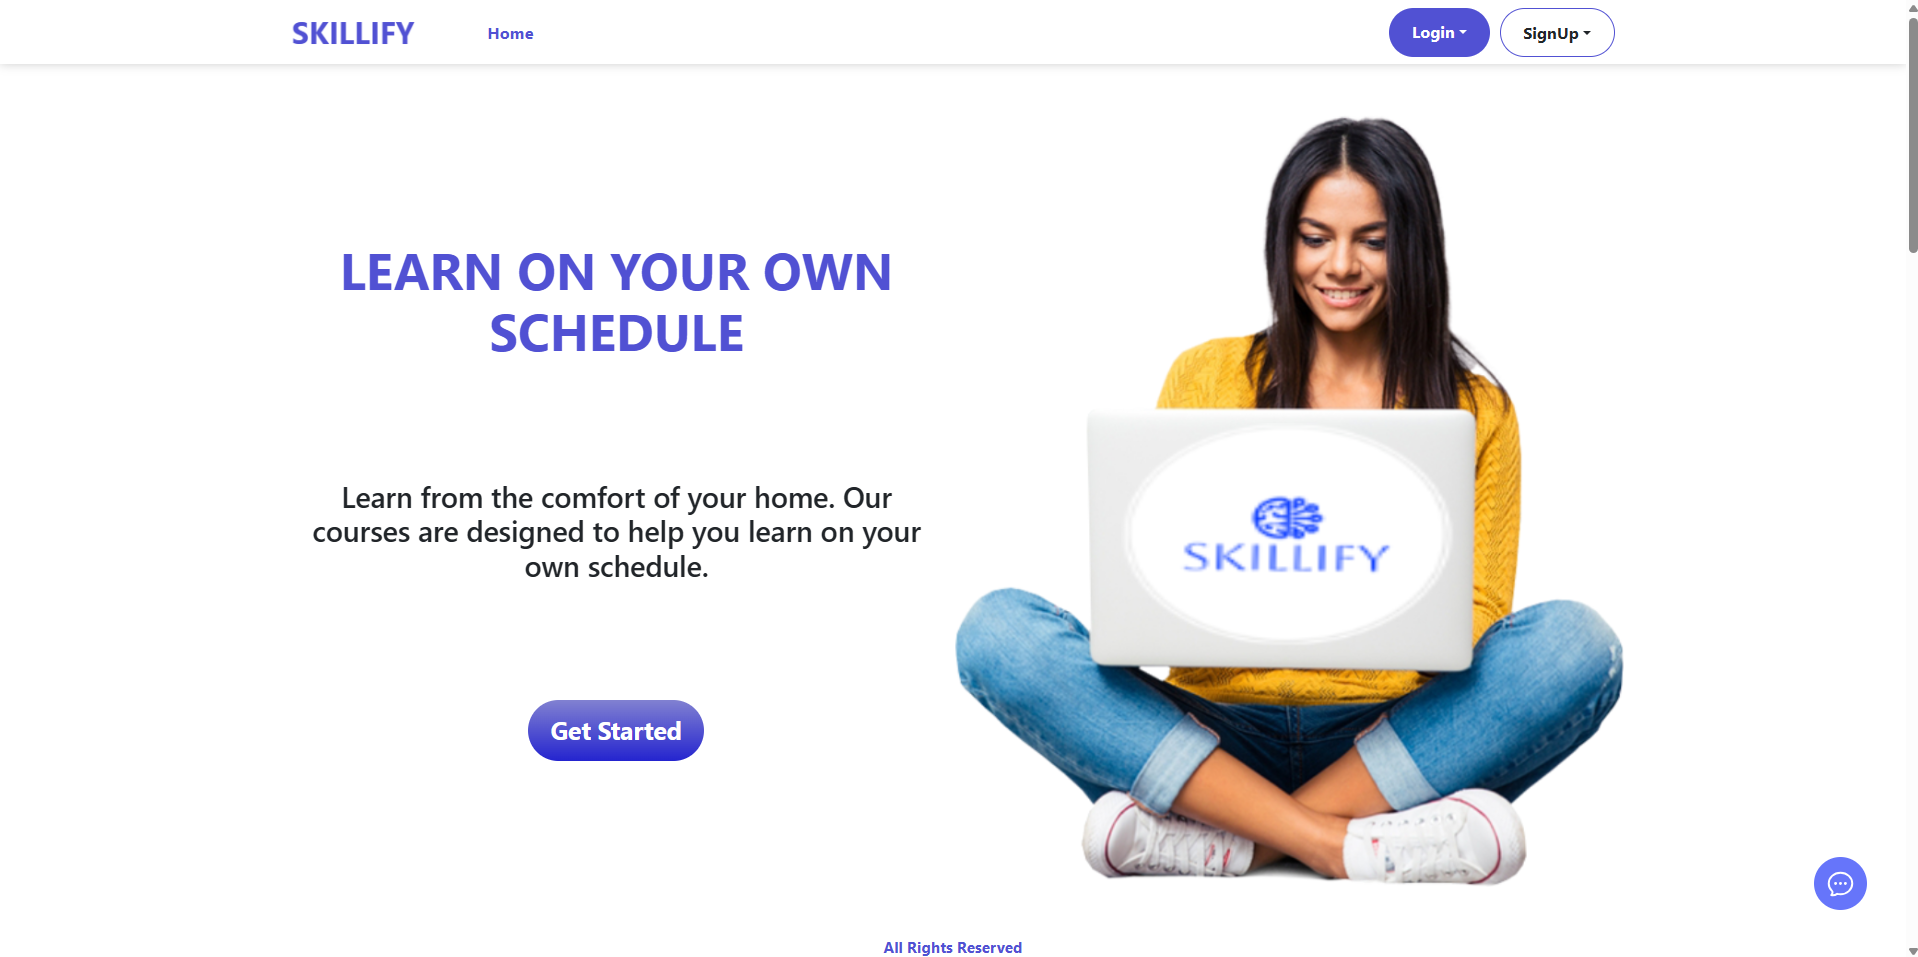 SKILLIFY
Home
Login
SignUp
LEARN ON YOUR OWN
SCHEDULE
Learn from the comfort of your home. Our
courses are designed to help you learn on your
own schedule.
SKILLIFY
Get Started
All Rights Reserved